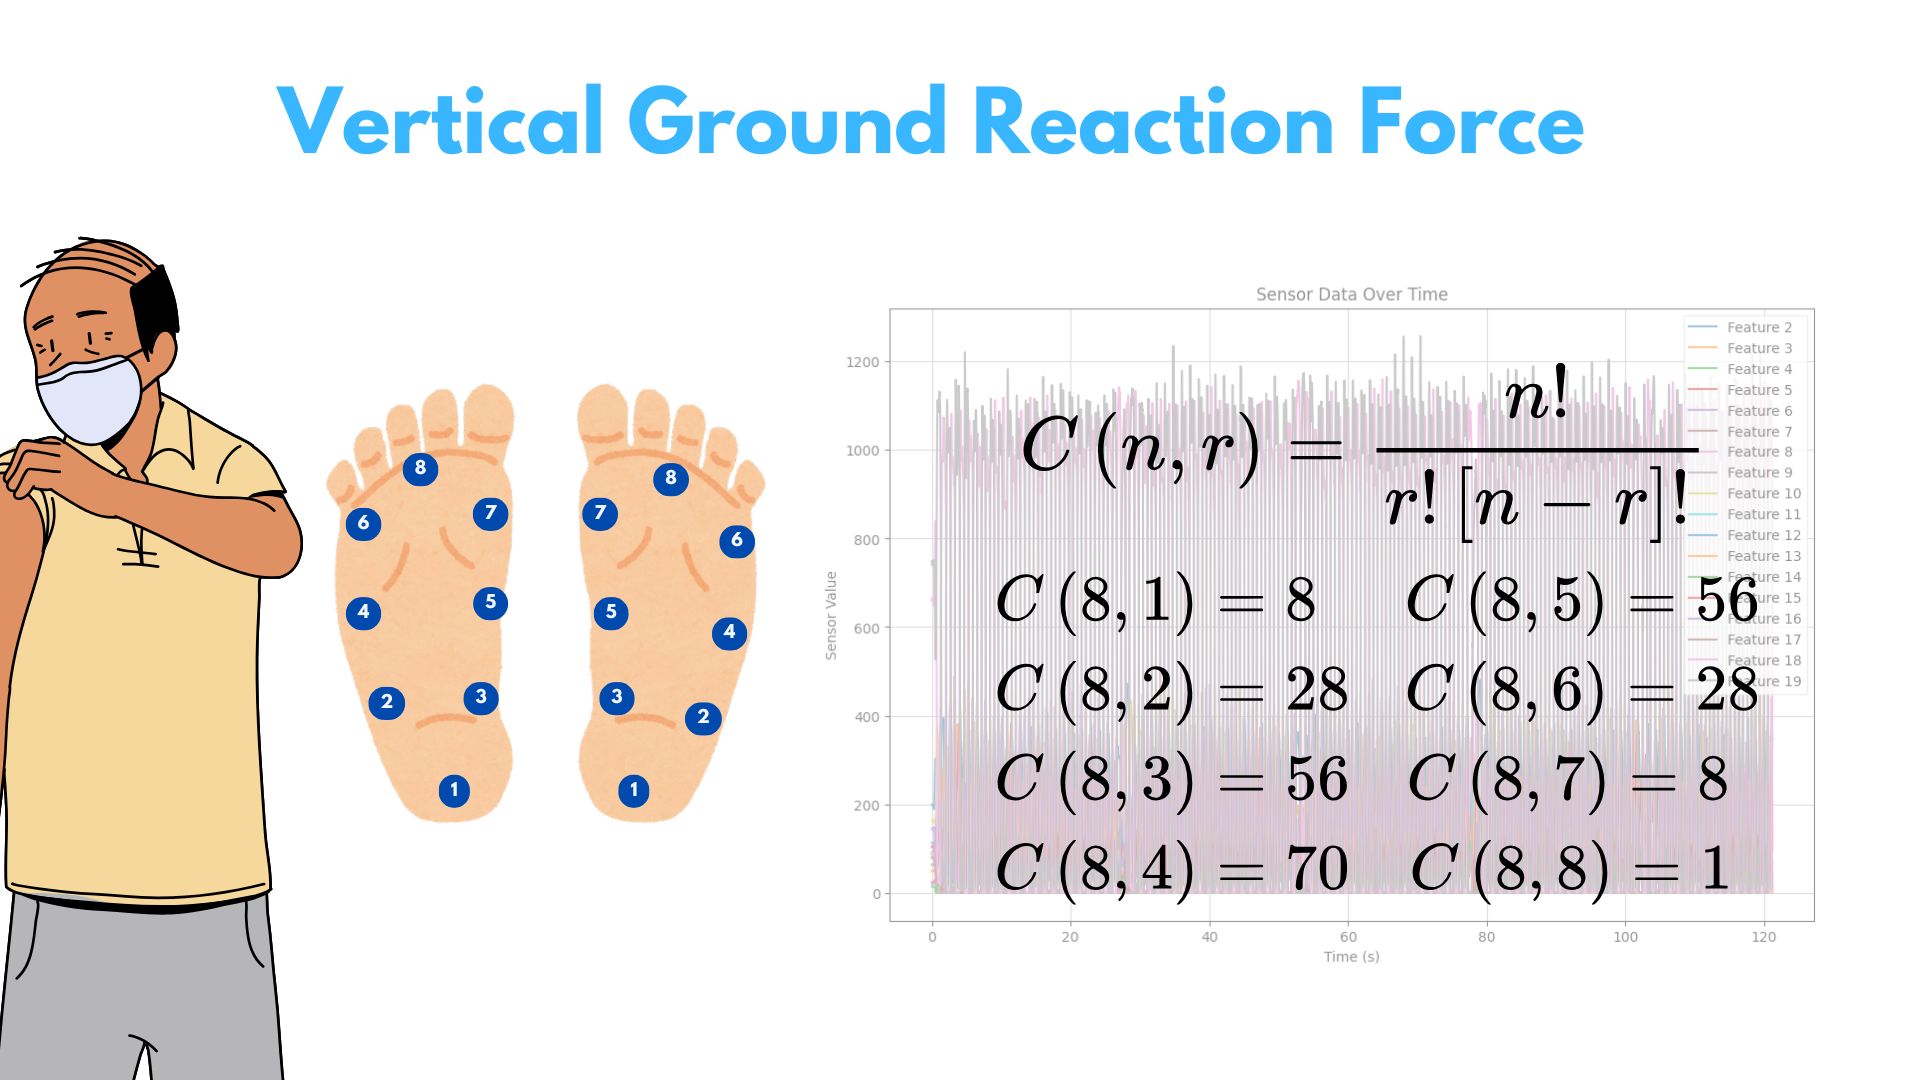 Vertical Ground Reaction Force
8
6
7
4
5
2
3
1
8
7
6
5
4
3
2
1
Sensor Data Over Time
Sensor Value
1200
1000
800
600
400
200
0
0 20 40 60 80 100 120
Time (s)
Feature 2
Feature 3
Feature 4
Feature 5
Feature 6
Feature 7
Feature 8
Feature 9
Feature 10
Feature 11
Feature 12
Feature 13
Feature 14
Feature 15
Feature 16
Feature 17
Feature 18
Feature 19
C (n, r) = n! / r! [n − r]!
C (8, 1) = 8 C (8, 5) = 56
C (8, 2) = 28 C (8, 6) = 28
C (8, 3) = 56 C (8, 7) = 8
C (8, 4) = 70 C (8, 8) = 1